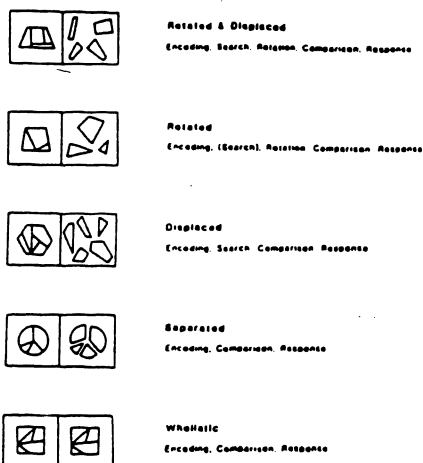 Rotated & Displaced
Encoding, Search, Rotation, Comparison, Response
Rotated
Encoding, (Search), Rotation Comparison Response
Displaced
Encoding, Search Comparison Response
Separated
Encoding, Comparison, Response
Wholistic
Encoding, Comparison, Response